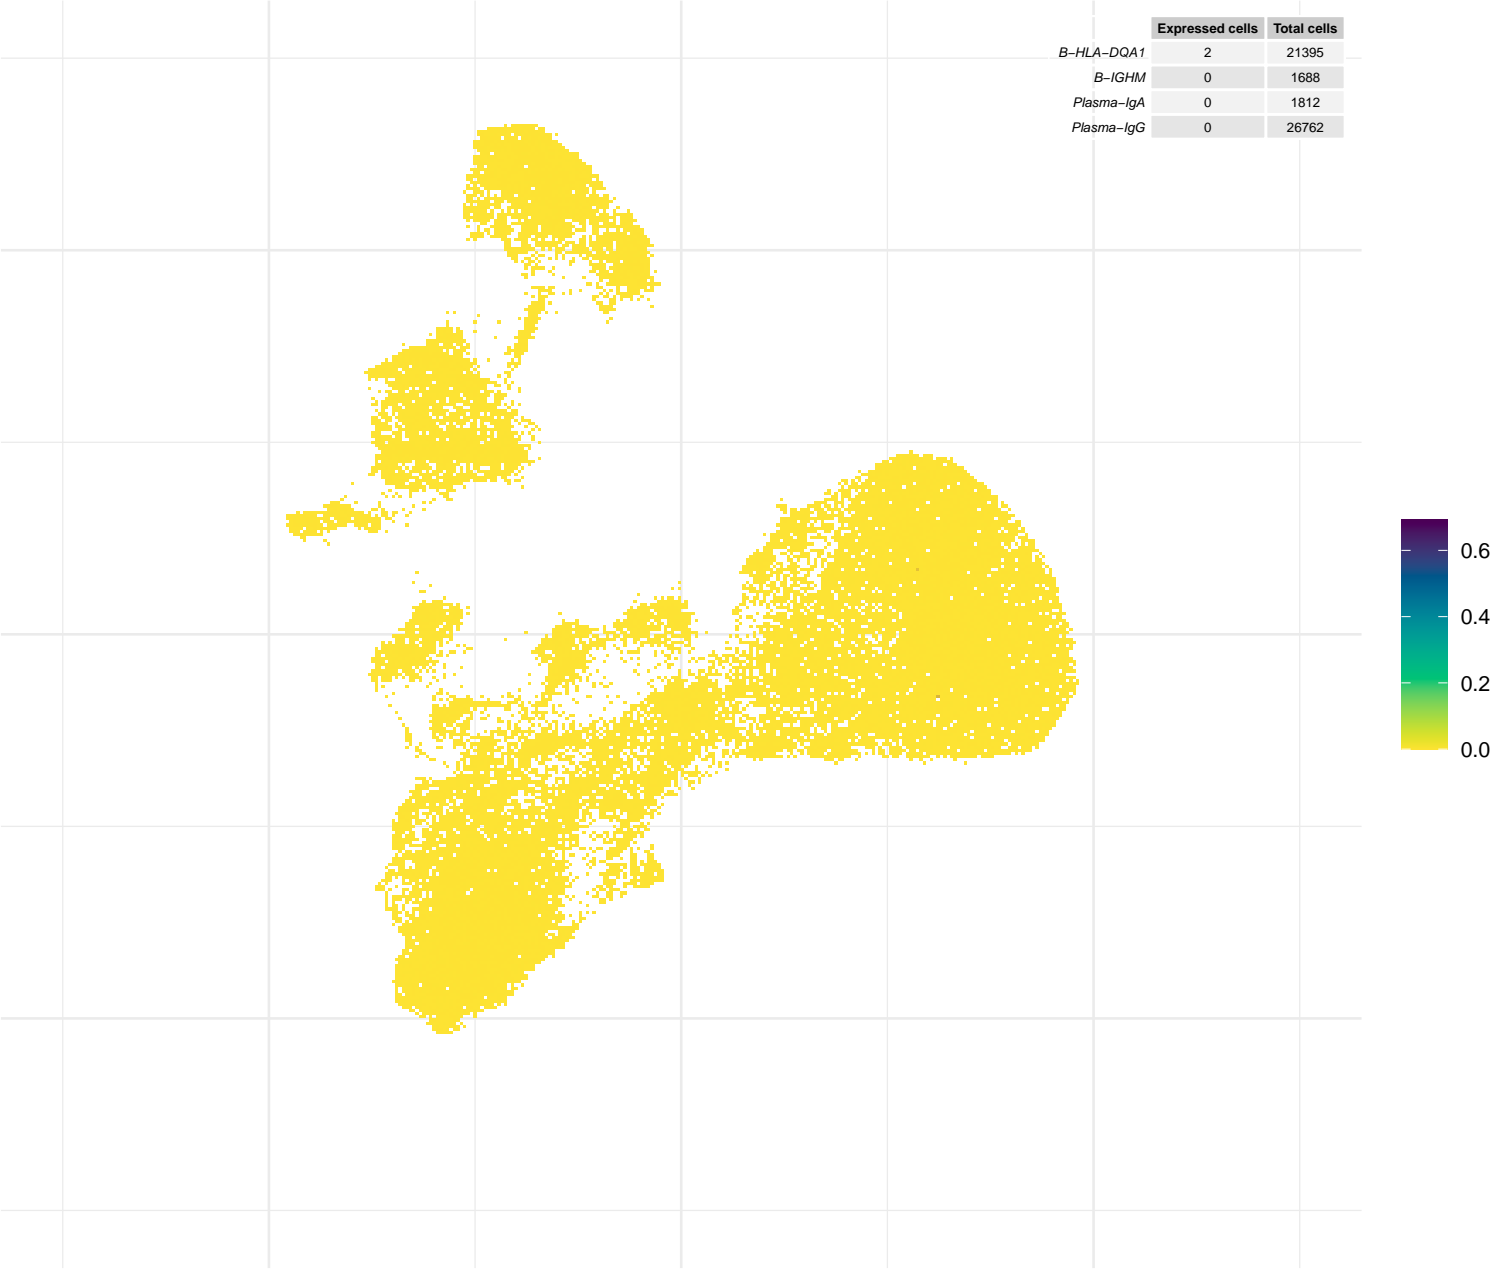 Expressed cells Total cells
B−HLA−DQA1 2 21395
B−IGHM 0 1688
Plasma−IgA 0 1812
Plasma−IgG 0 26762
0.6
0.4
0.2
0.0